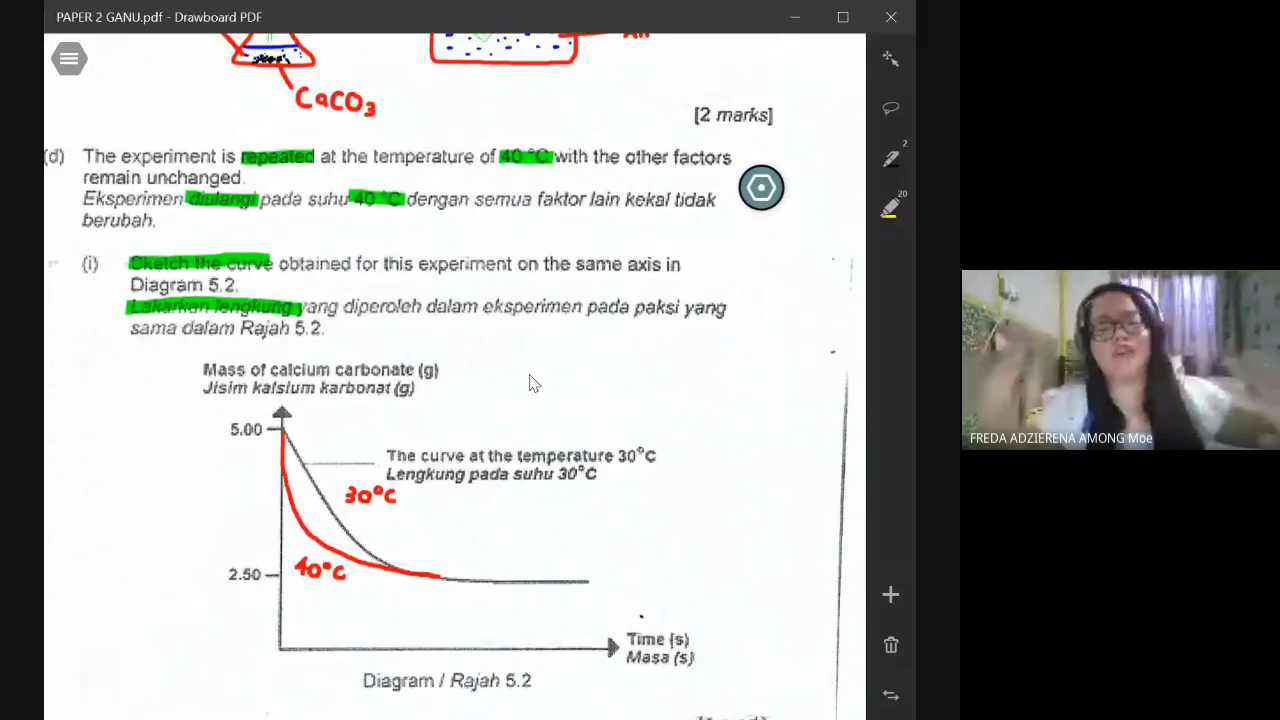 PAPER 2 GANU.pdf - Drawboard PDF
CaCO3
[2 marks]
(d) The experiment is repeated at the temperature of 40 °C with the other factors
remain unchanged.
Eksperimen diulangi pada suhu 40 °C dengan semua faktor lain kekal tidak
berubah.
2
20
(i) Cketch the curve obtained for this experiment on the same axis in
Diagram 5.2.
Lakarkan lengkung yang diperoleh dalam eksperimen pada paksi yang
sama dalam Rajah 5.2.
Mass of calcium carbonate (g)
Jisim kalsium karbonat (g)
5.00
The curve at the temperature 30°C
Lengkung pada suhu 30°C
30°C
40°C
2.50
Time (s)
Masa (s)
Diagram / Rajah 5.2
FREDA ADZIERENA AMONG Moe